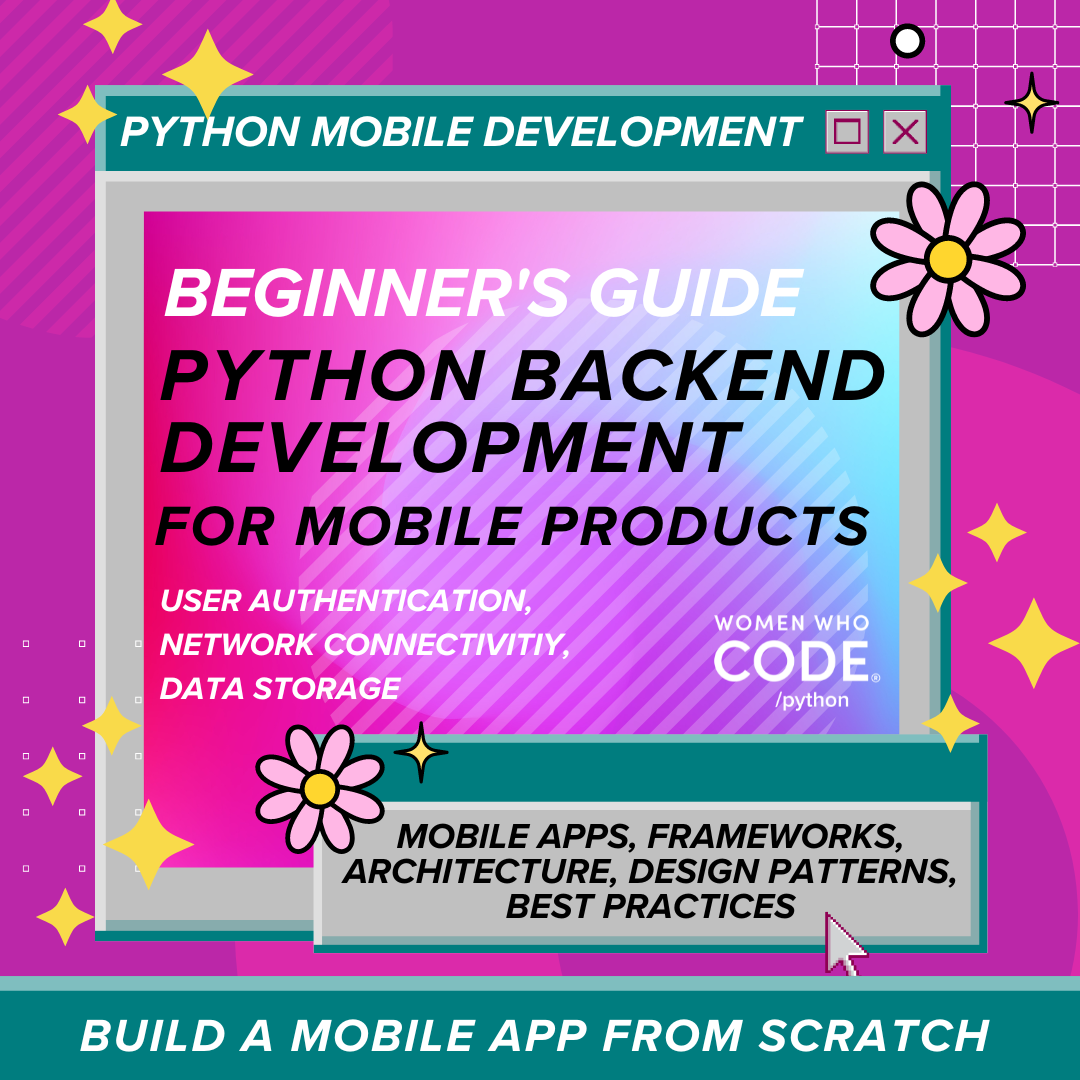 PYTHON MOBILE DEVELOPMENT
BEGINNER'S GUIDE
PYTHON BACKEND
DEVELOPMENT
FOR MOBILE PRODUCTS
USER AUTHENTICATION,
NETWORK CONNECTIVITIY,
DATA STORAGE
WOMEN WHO
CODE®
/python
MOBILE APPS, FRAMEWORKS,
ARCHITECTURE, DESIGN PATTERNS,
BEST PRACTICES
BUILD A MOBILE APP FROM SCRATCH